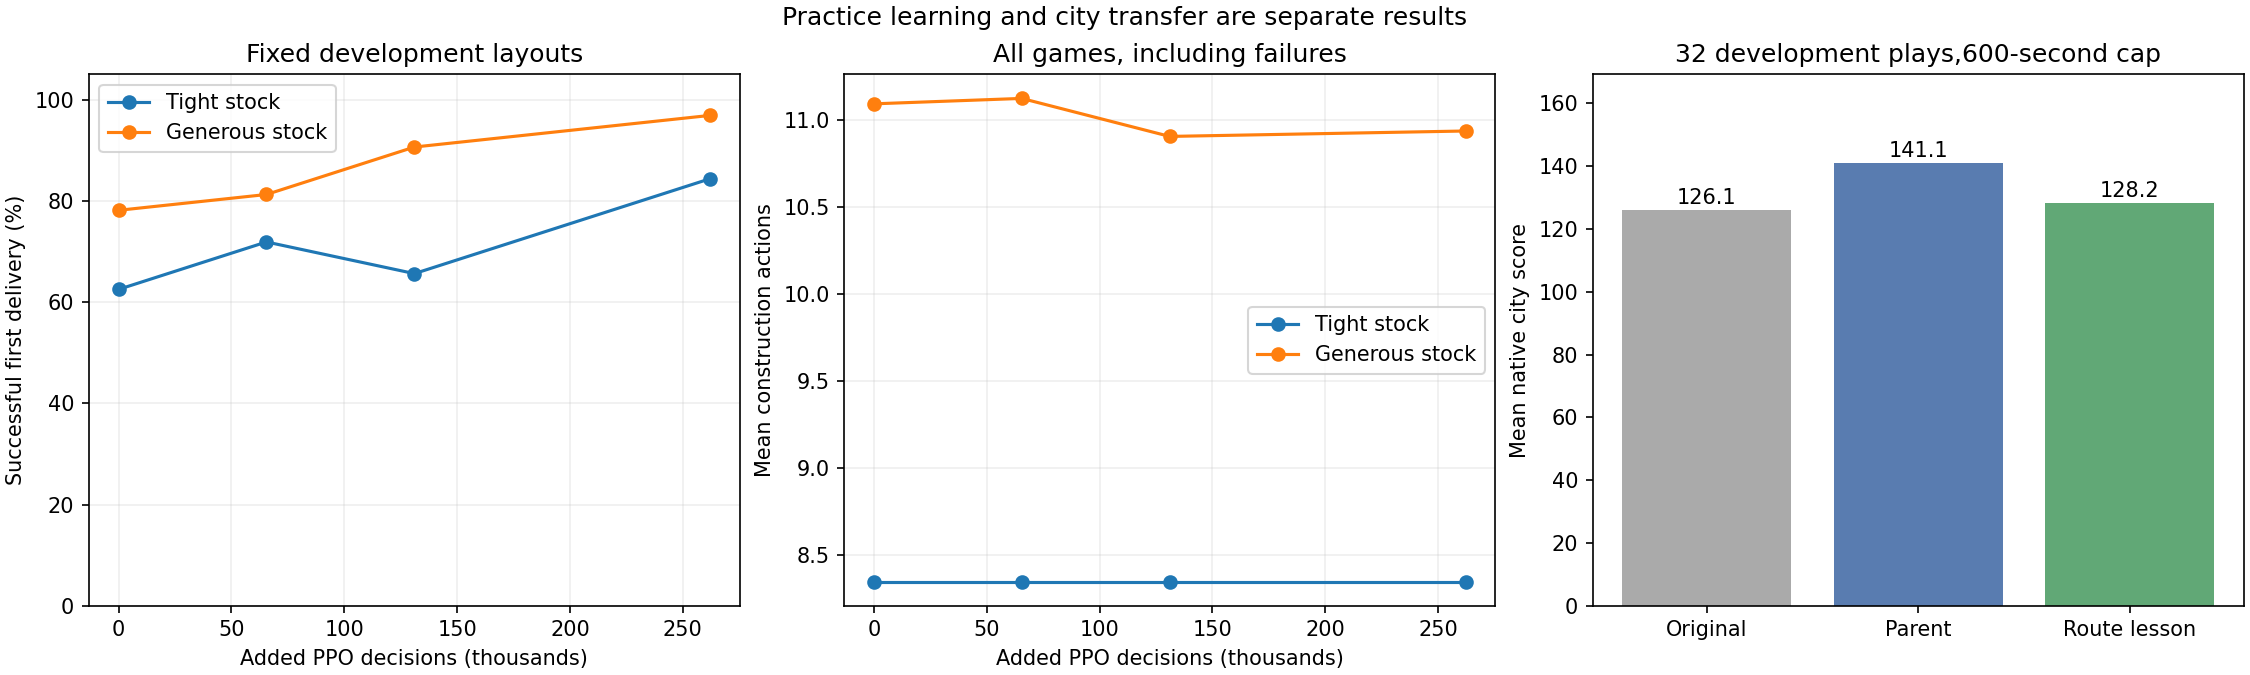 Practice learning and city transfer are separate results
Fixed development layouts
Successful first delivery (%)
100
80
60
40
20
0
Tight stock
Generous stock
0 50 100 150 200 250
Added PPO decisions (thousands)
All games, including failures
Mean construction actions
11.0
10.5
10.0
9.5
9.0
8.5
Tight stock
Generous stock
0 50 100 150 200 250
Added PPO decisions (thousands)
32 development plays,600-second cap
Mean native city score
160
140
120
100
80
60
40
20
0
126.1
141.1
128.2
Original Parent Route lesson